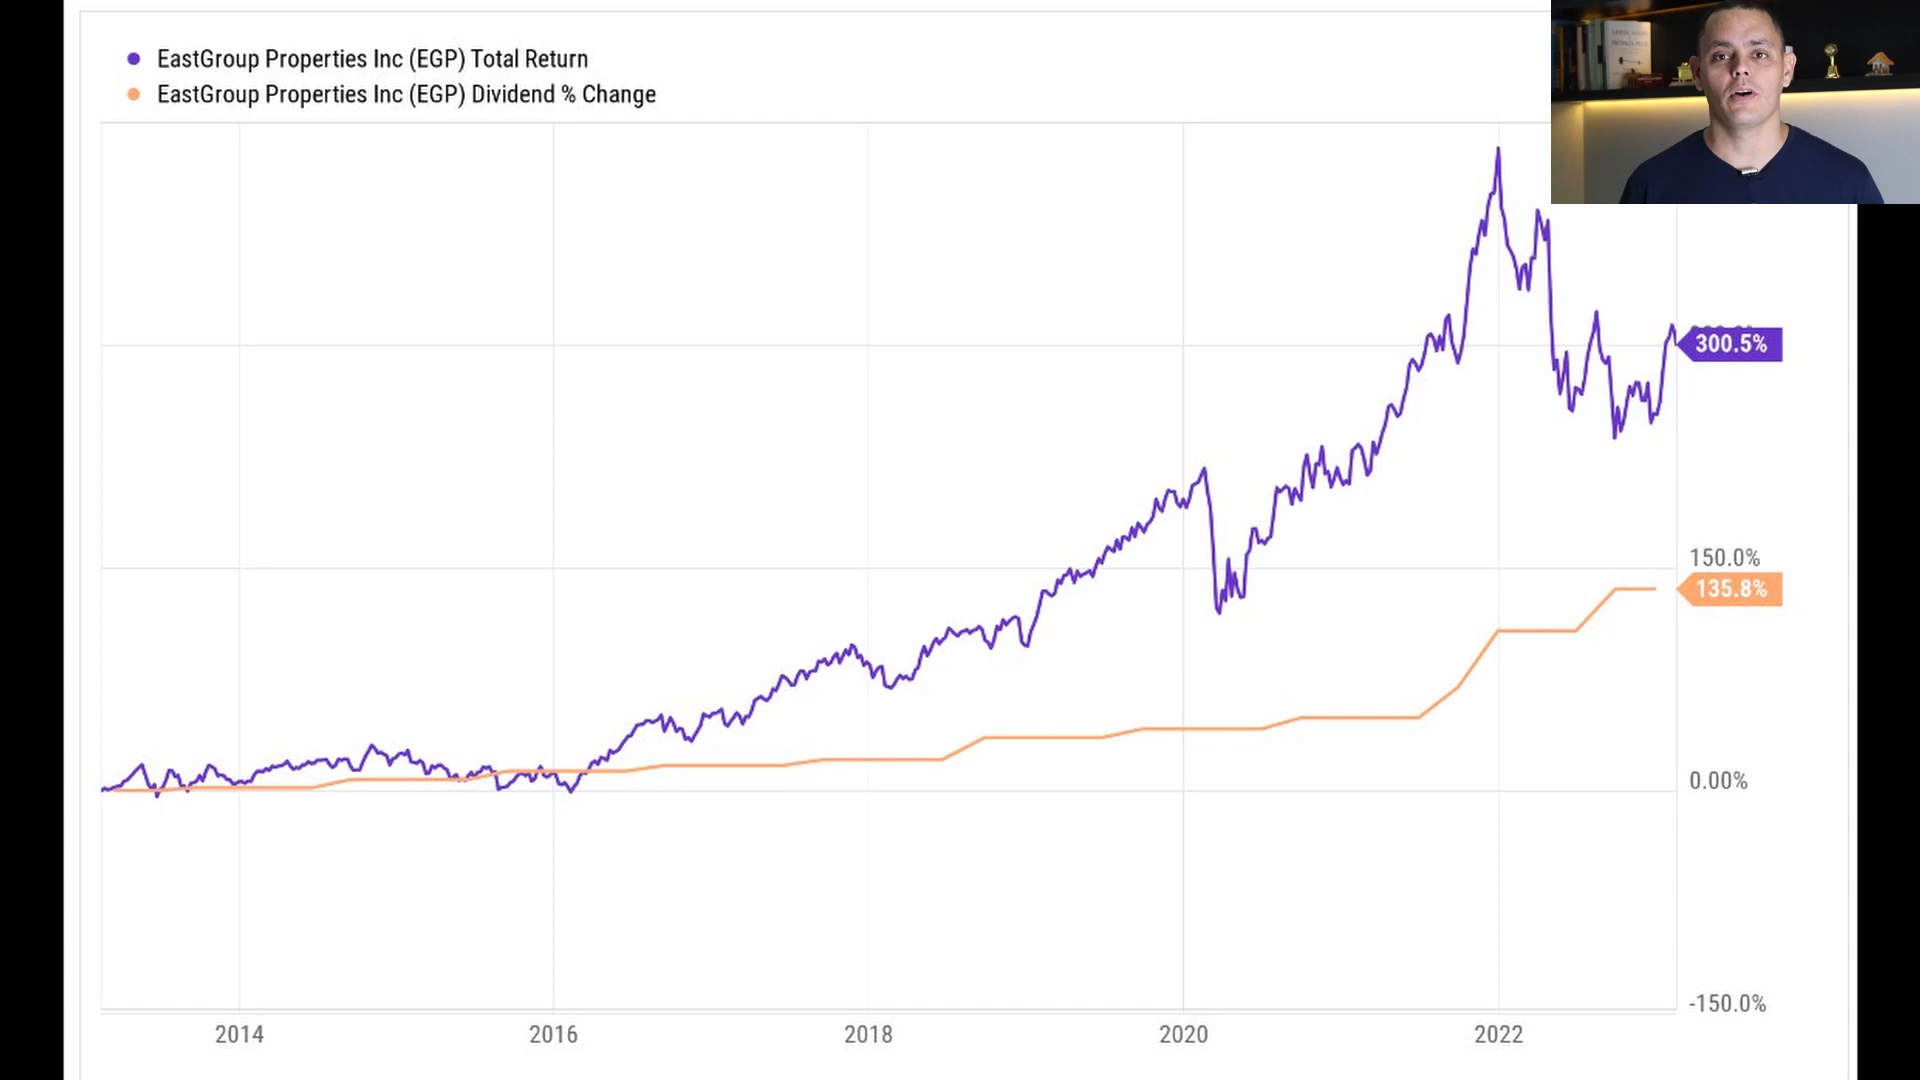 EastGroup Properties Inc (EGP) Total Return
EastGroup Properties Inc (EGP) Dividend % Change
300.5%
150.0%
135.8%
0.00%
-150.0%
2014 2016 2018 2020 2022